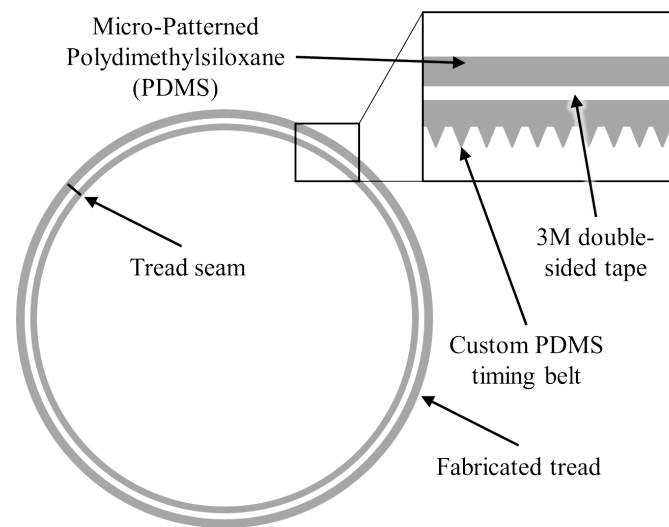 Micro-Patterned
Polydimethylsiloxane
(PDMS)
Tread seam
3M double-
sided tape
Custom PDMS
timing belt
Fabricated tread